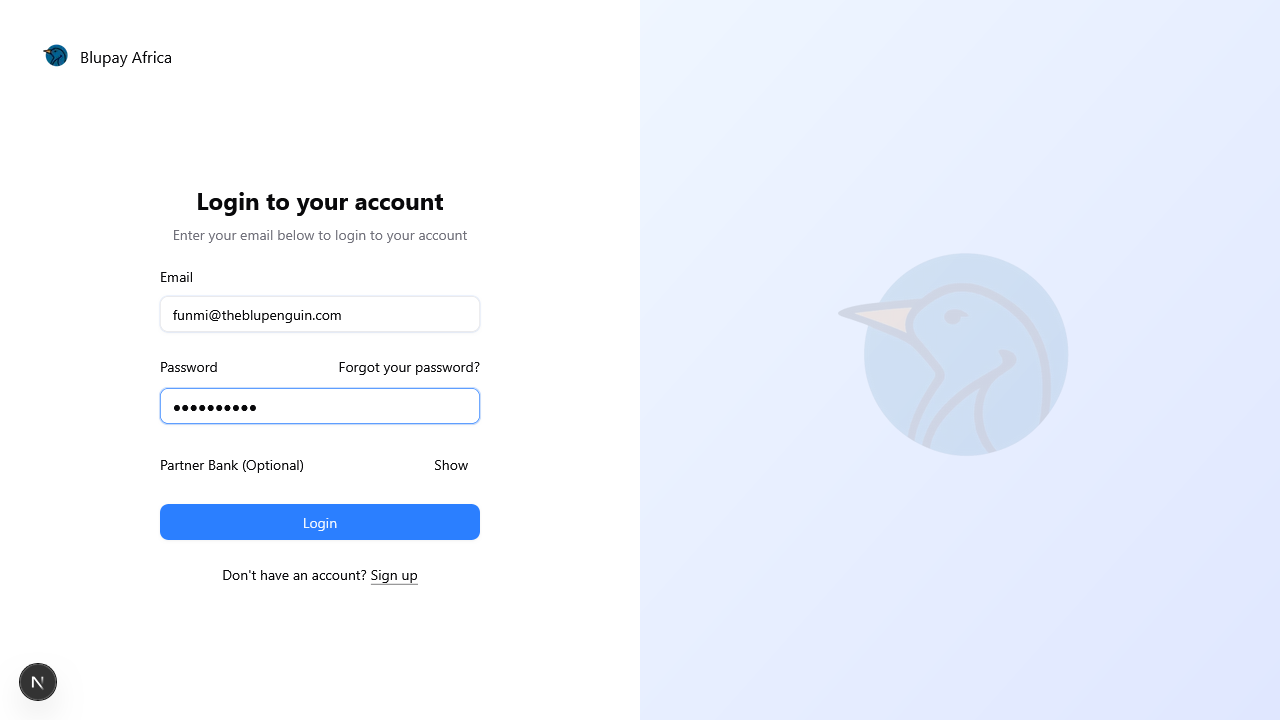 Blupay Africa
Login to your account
Enter your email below to login to your account
Email
funmi@theblupenguin.com
Password Forgot your password?
••••••••••
Partner Bank (Optional) Show
Login
Don't have an account? Sign up
N